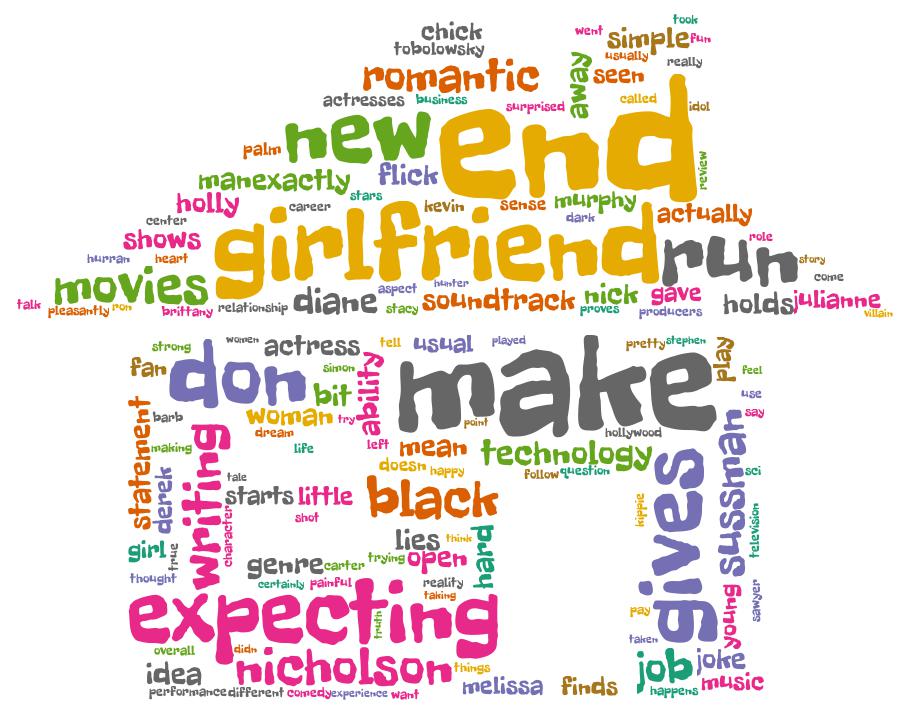 took
chick
went
simple
fun
tobolowsky
usually
really
romantic
away
seen
actresses
business
surprised
called
idol
new
end
palm
review
manexactly
flick
stars
holly
career
kevin
sense
murphy
center
dark
actually
shows
girlfriend
run
role
hurran
heart
story
movies
come
talk
pleasantly
ron
brittany
relationship
diane
aspect
hunter
stacy
soundtrack
nick
proves
gave
producers
holds
julianne
villain
strong
women
actress
tell
usual
played
make
pretty
stephen
play
fan
don
simon
bit
ability
feel
statement
barb
woman
try
point
hollywood
use
say
dream
left
making
writing
life
mean
technology
gives
sussman
sci
derek
tale
doesn
happy
follow
question
starts
little
black
shot
kippie
television
character
lies
think
hard
girl
true
genre
carter
trying
open
thought
certainly
painful
reality
taking
expecting
truth
young
sawyer
pay
taken
overall
didn
idea
nicholson
things
job
joke
performance
different
comedy
experience
want
melissa
finds
happens
music